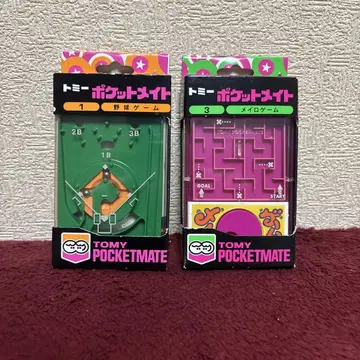 トミー ポケットメイト
1 野球ゲーム
2B 3B
1B
TOMY
POCKETMATE
トミー ポケットメイト
3 メイロゲーム
GOAL START
TOMY
POCKETMATE